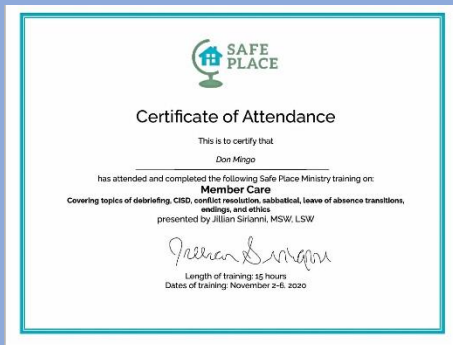 SAFE
PLACE
Certificate of Attendance
This is to certify that
Don Mingo
has attended and completed the following Safe Place Ministry training on:
Member Care
Covering topics of debriefing, CISD, conflict resolution, sabbatical, leave of absence transitions,
endings, and ethics
presented by Jillian Sirianni, MSW, LSW
Length of training: 15 hours
Dates of training: November 2-6, 2020